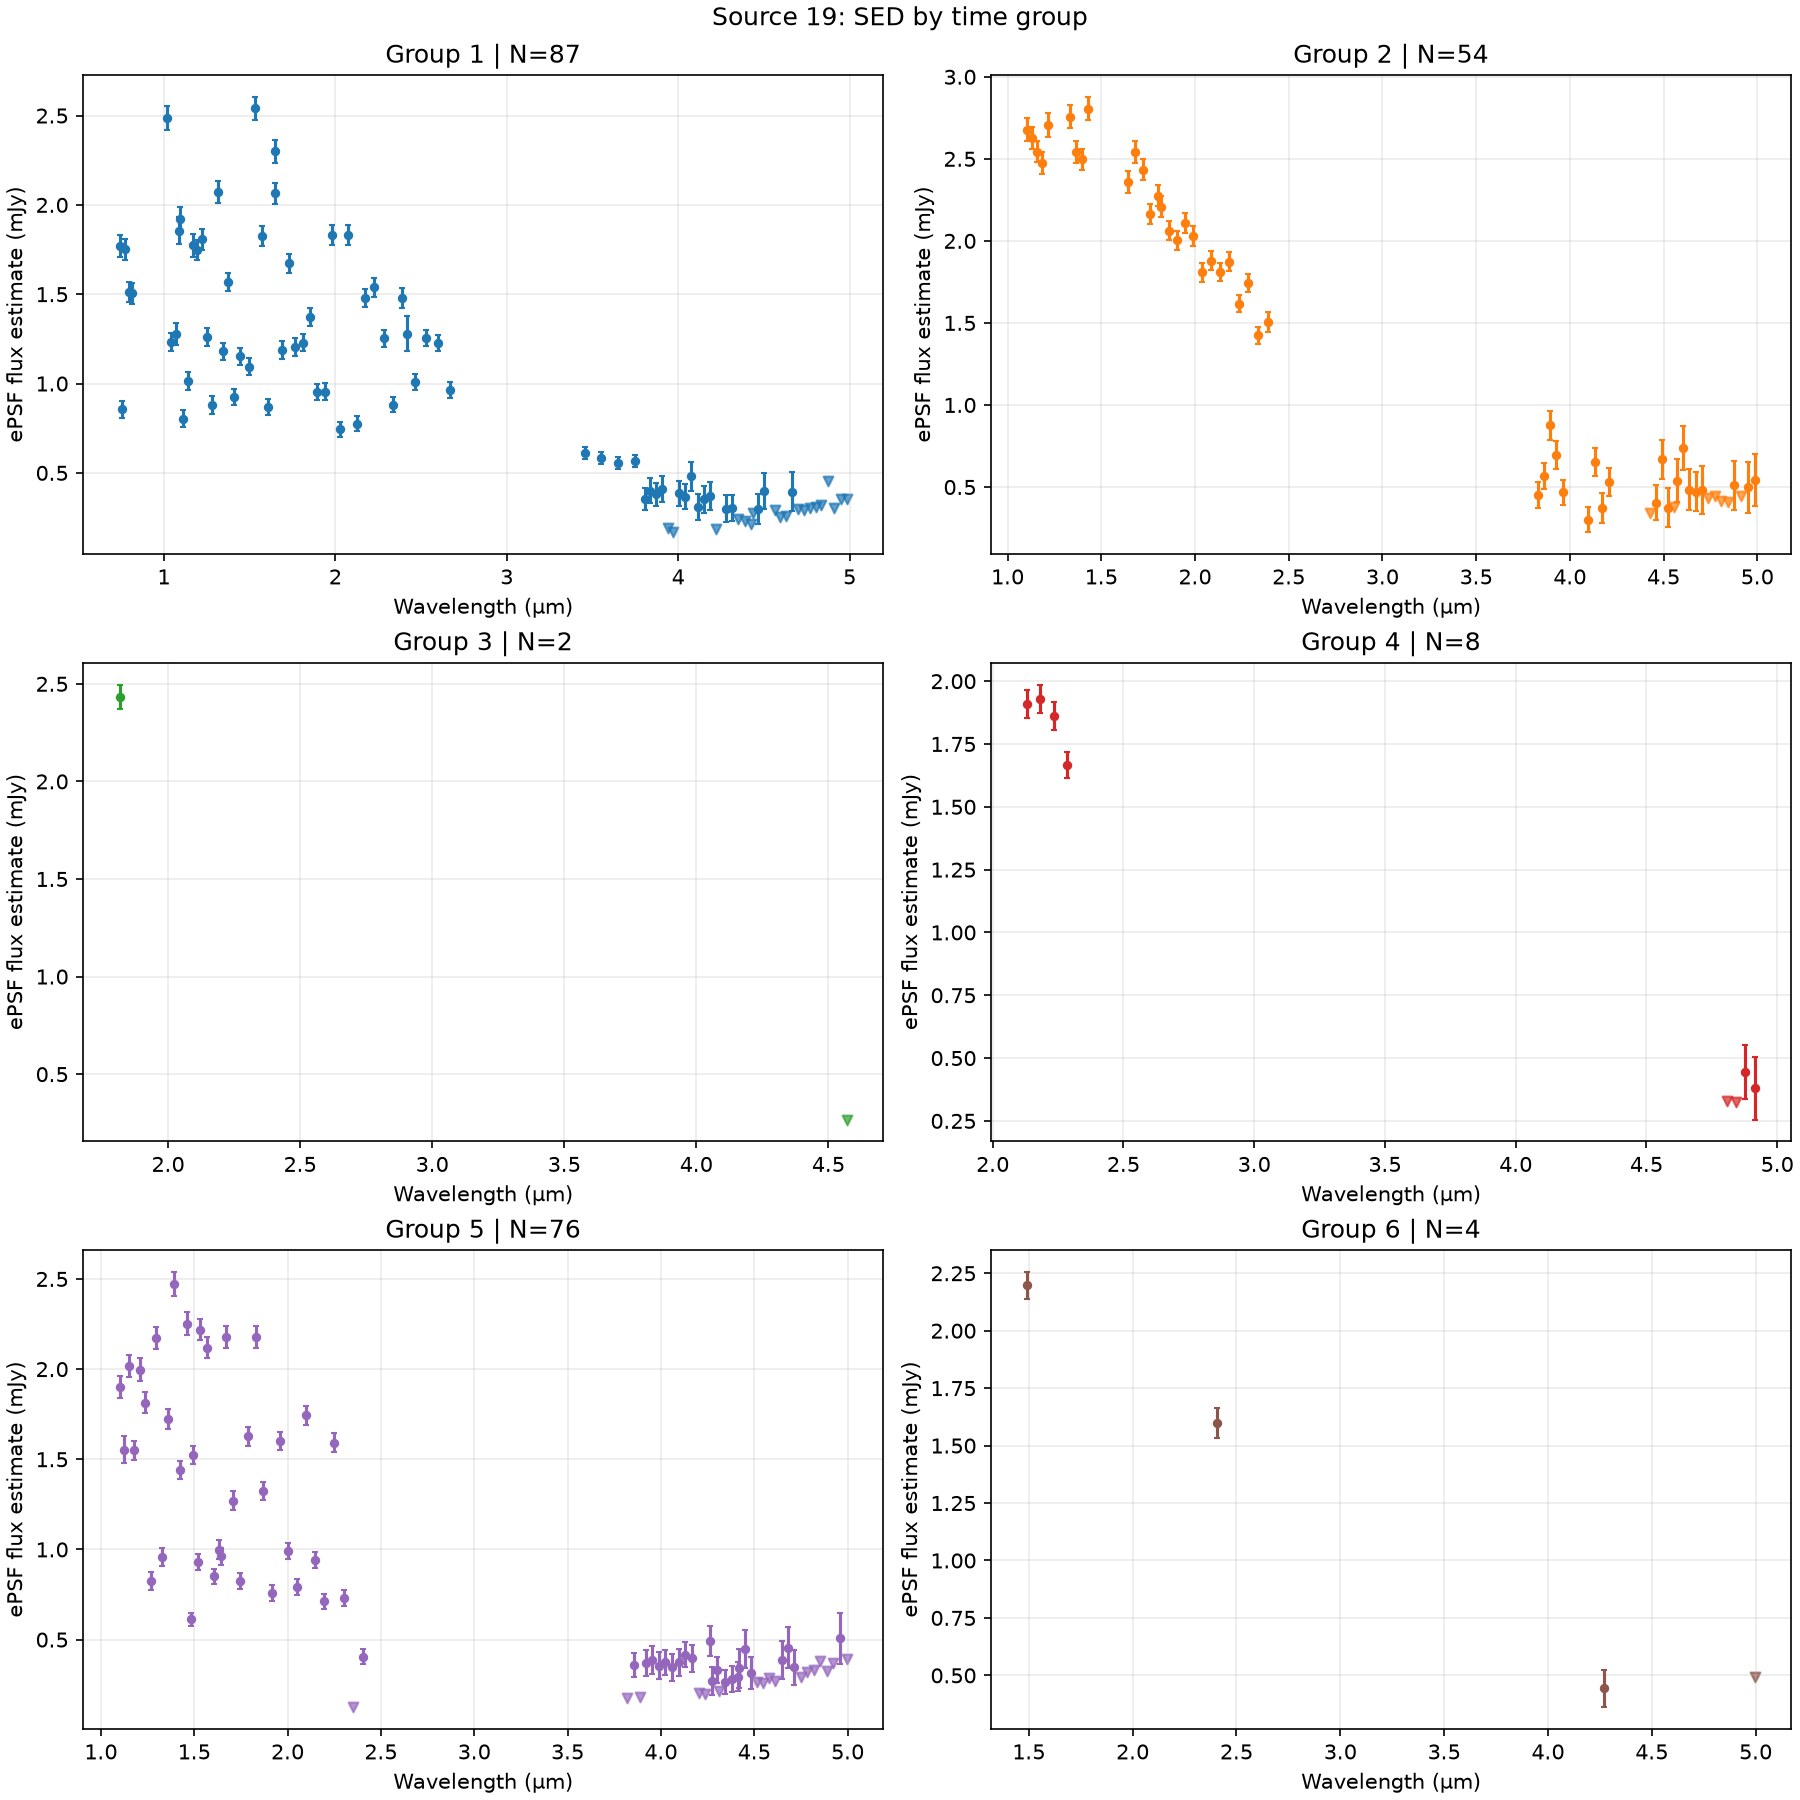 Source 19: SED by time group
Group 1 | N=87
ePSF flux estimate (mJy)
2.5
2.0
1.5
1.0
0.5
1 2 3 4 5
Wavelength (μm)
Group 2 | N=54
ePSF flux estimate (mJy)
3.0
2.5
2.0
1.5
1.0
0.5
1.0 1.5 2.0 2.5 3.0 3.5 4.0 4.5 5.0
Wavelength (μm)
Group 3 | N=2
ePSF flux estimate (mJy)
2.5
2.0
1.5
1.0
0.5
2.0 2.5 3.0 3.5 4.0 4.5
Wavelength (μm)
Group 4 | N=8
ePSF flux estimate (mJy)
2.00
1.75
1.50
1.25
1.00
0.75
0.50
0.25
2.0 2.5 3.0 3.5 4.0 4.5 5.0
Wavelength (μm)
Group 5 | N=76
ePSF flux estimate (mJy)
2.5
2.0
1.5
1.0
0.5
1.0 1.5 2.0 2.5 3.0 3.5 4.0 4.5 5.0
Wavelength (μm)
Group 6 | N=4
ePSF flux estimate (mJy)
2.25
2.00
1.75
1.50
1.25
1.00
0.75
0.50
1.5 2.0 2.5 3.0 3.5 4.0 4.5 5.0
Wavelength (μm)